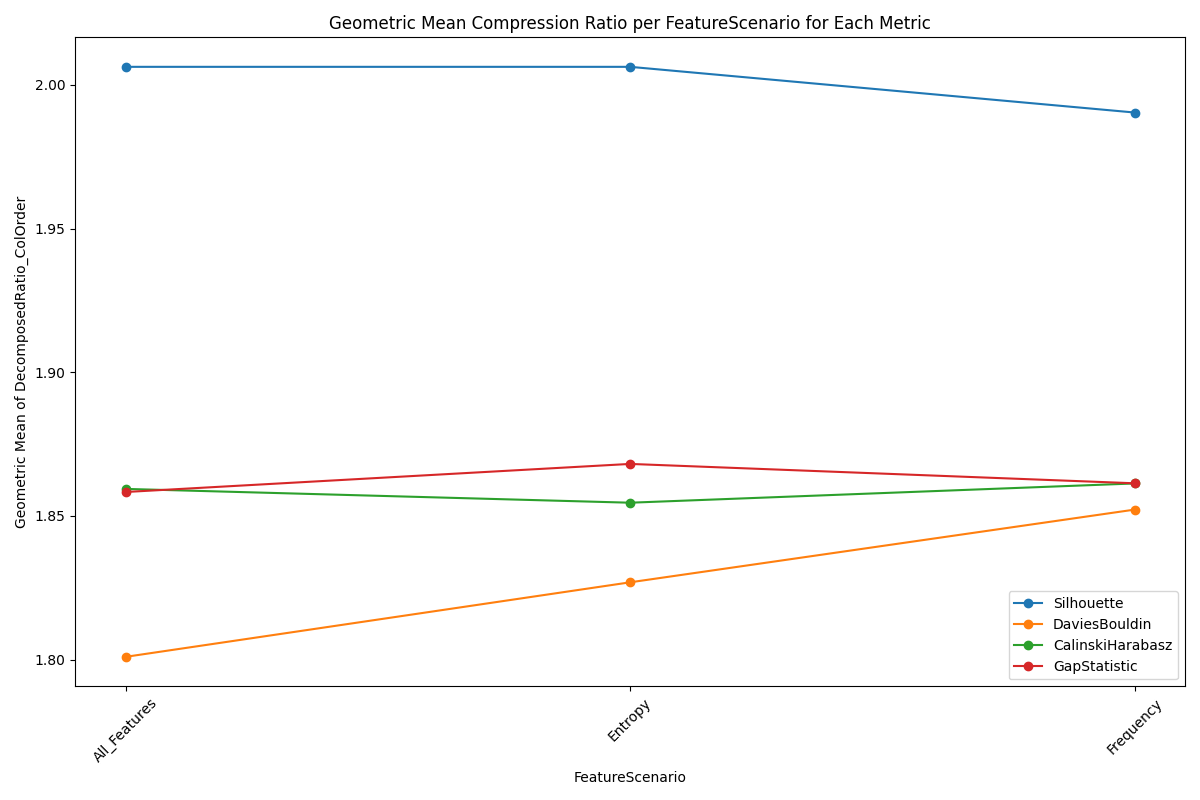 Geometric Mean Compression Ratio per FeatureScenario for Each Metric
Geometric Mean of DecomposedRatio_ColOrder
2.00
1.95
1.90
1.85
1.80
All_Features
Entropy
Frequency
FeatureScenario
Silhouette
DaviesBouldin
CalinskiHarabasz
GapStatistic